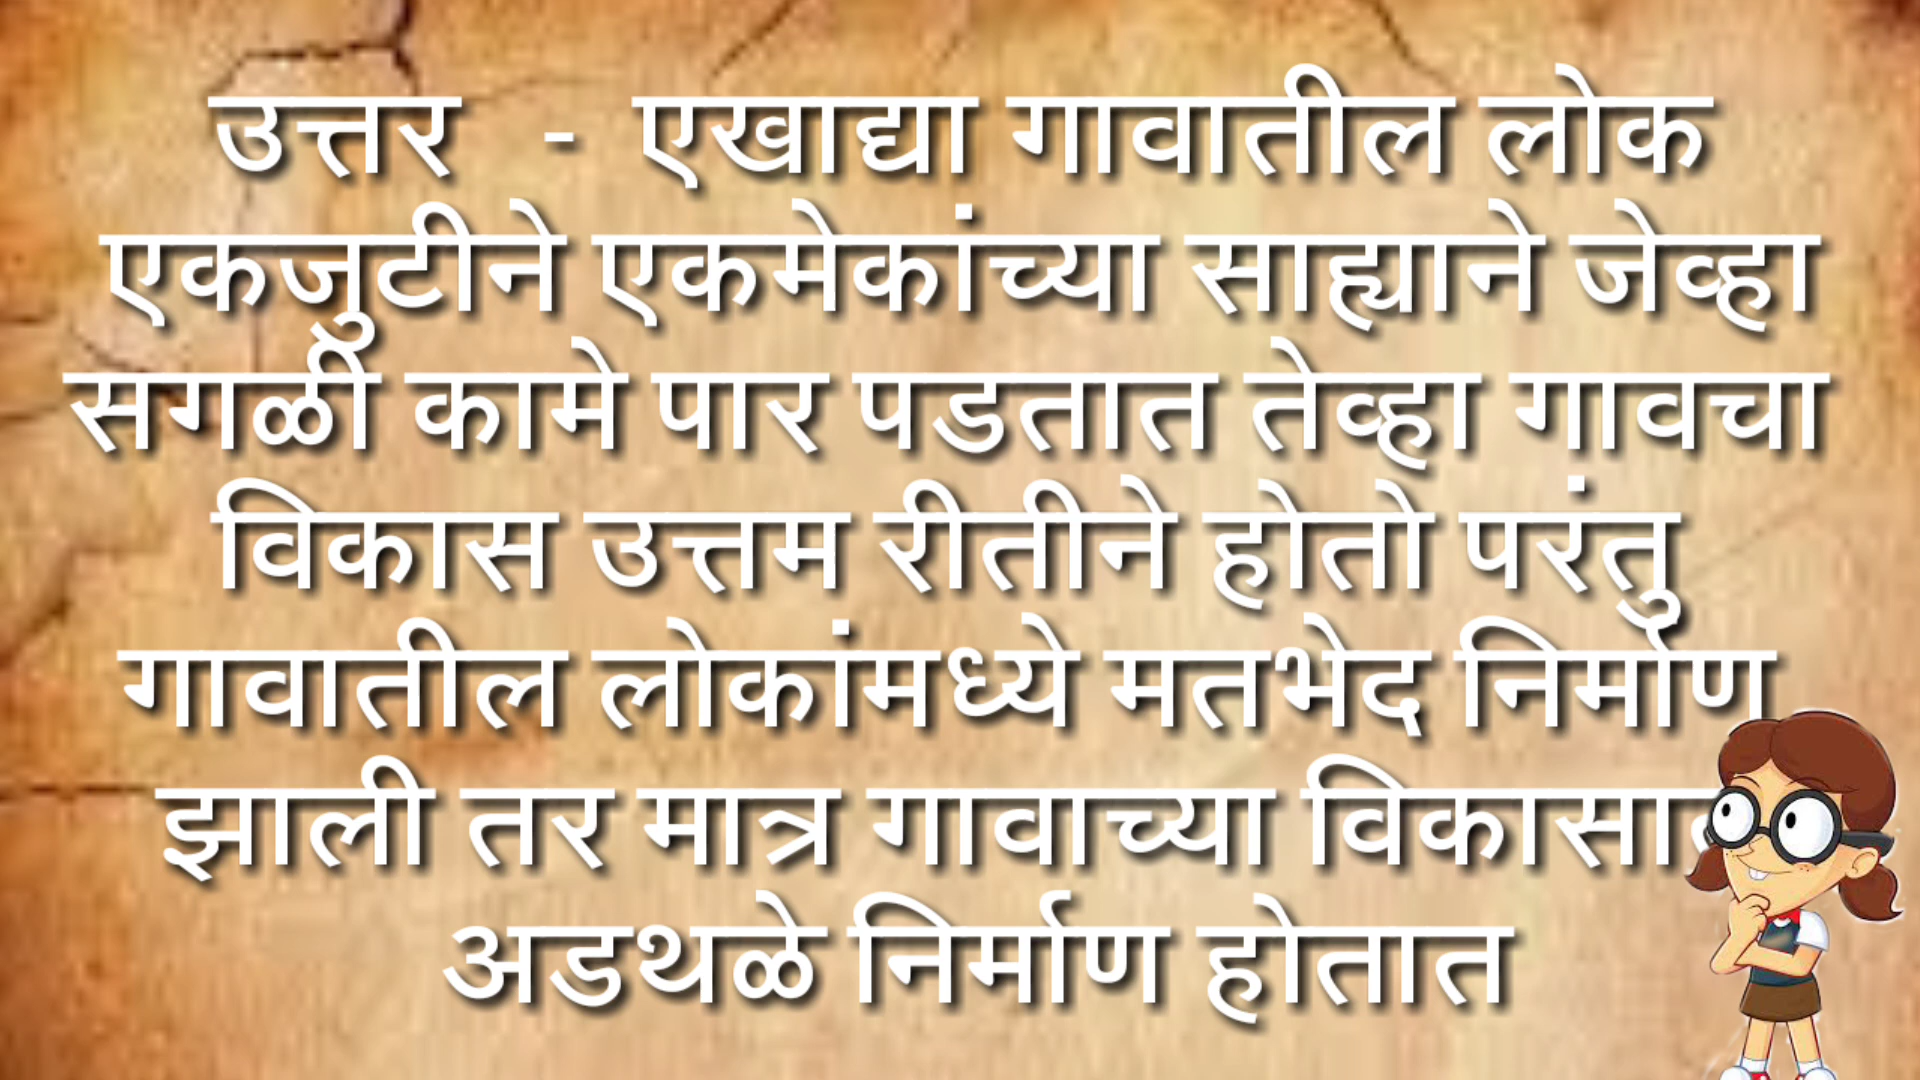 उत्तर - एखाद्या गावातील लोक
एकजुटीने एकमेकांच्या साह्याने जेव्हा
सगळी कामे पार पडतात तेव्हा गावचा
विकास उत्तम रीतीने होतो परंतु
गावातील लोकांमध्ये मतभेद निर्माण
झाली तर मात्र गावाच्या
अडथळे निर्माण होतात